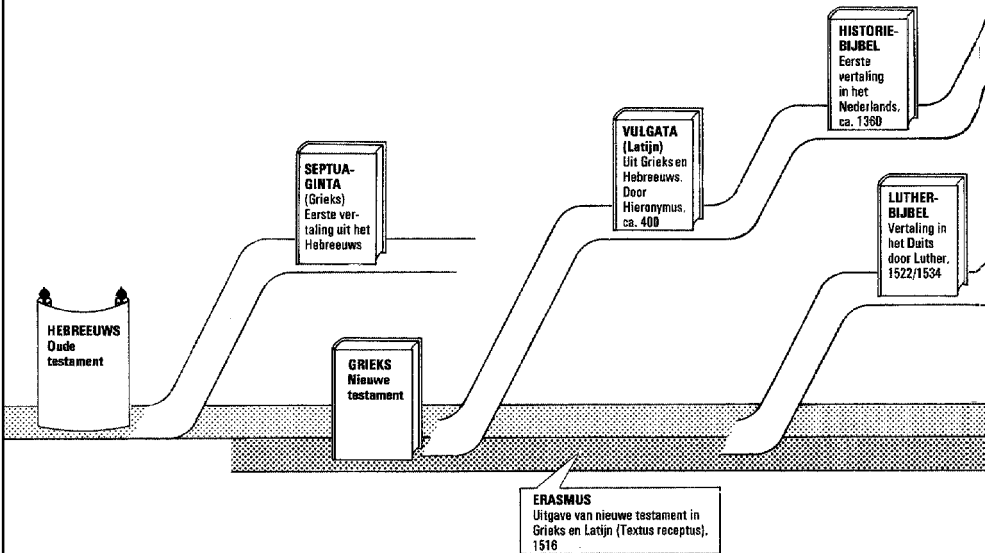 HEBREEUWS
Oude
testament
SEPTUA-
GINTA
(Grieks)
Eerste ver-
taling uit het
Hebreeuws
GRIEKS
Nieuwe
testament
VULGATA
(Latijn)
Uit Grieks en
Hebreeuws.
Door
Hieronymus,
ca. 400
HISTORIE-
BIJBEL
Eerste
vertaling
in het
Nederlands,
ca. 1360
LUTHER-
BIJBEL
Vertaling in
het Duits
door Luther,
1522/1534
ERASMUS
Uitgave van nieuwe testament in
Grieks en Latijn (Textus receptus),
1516